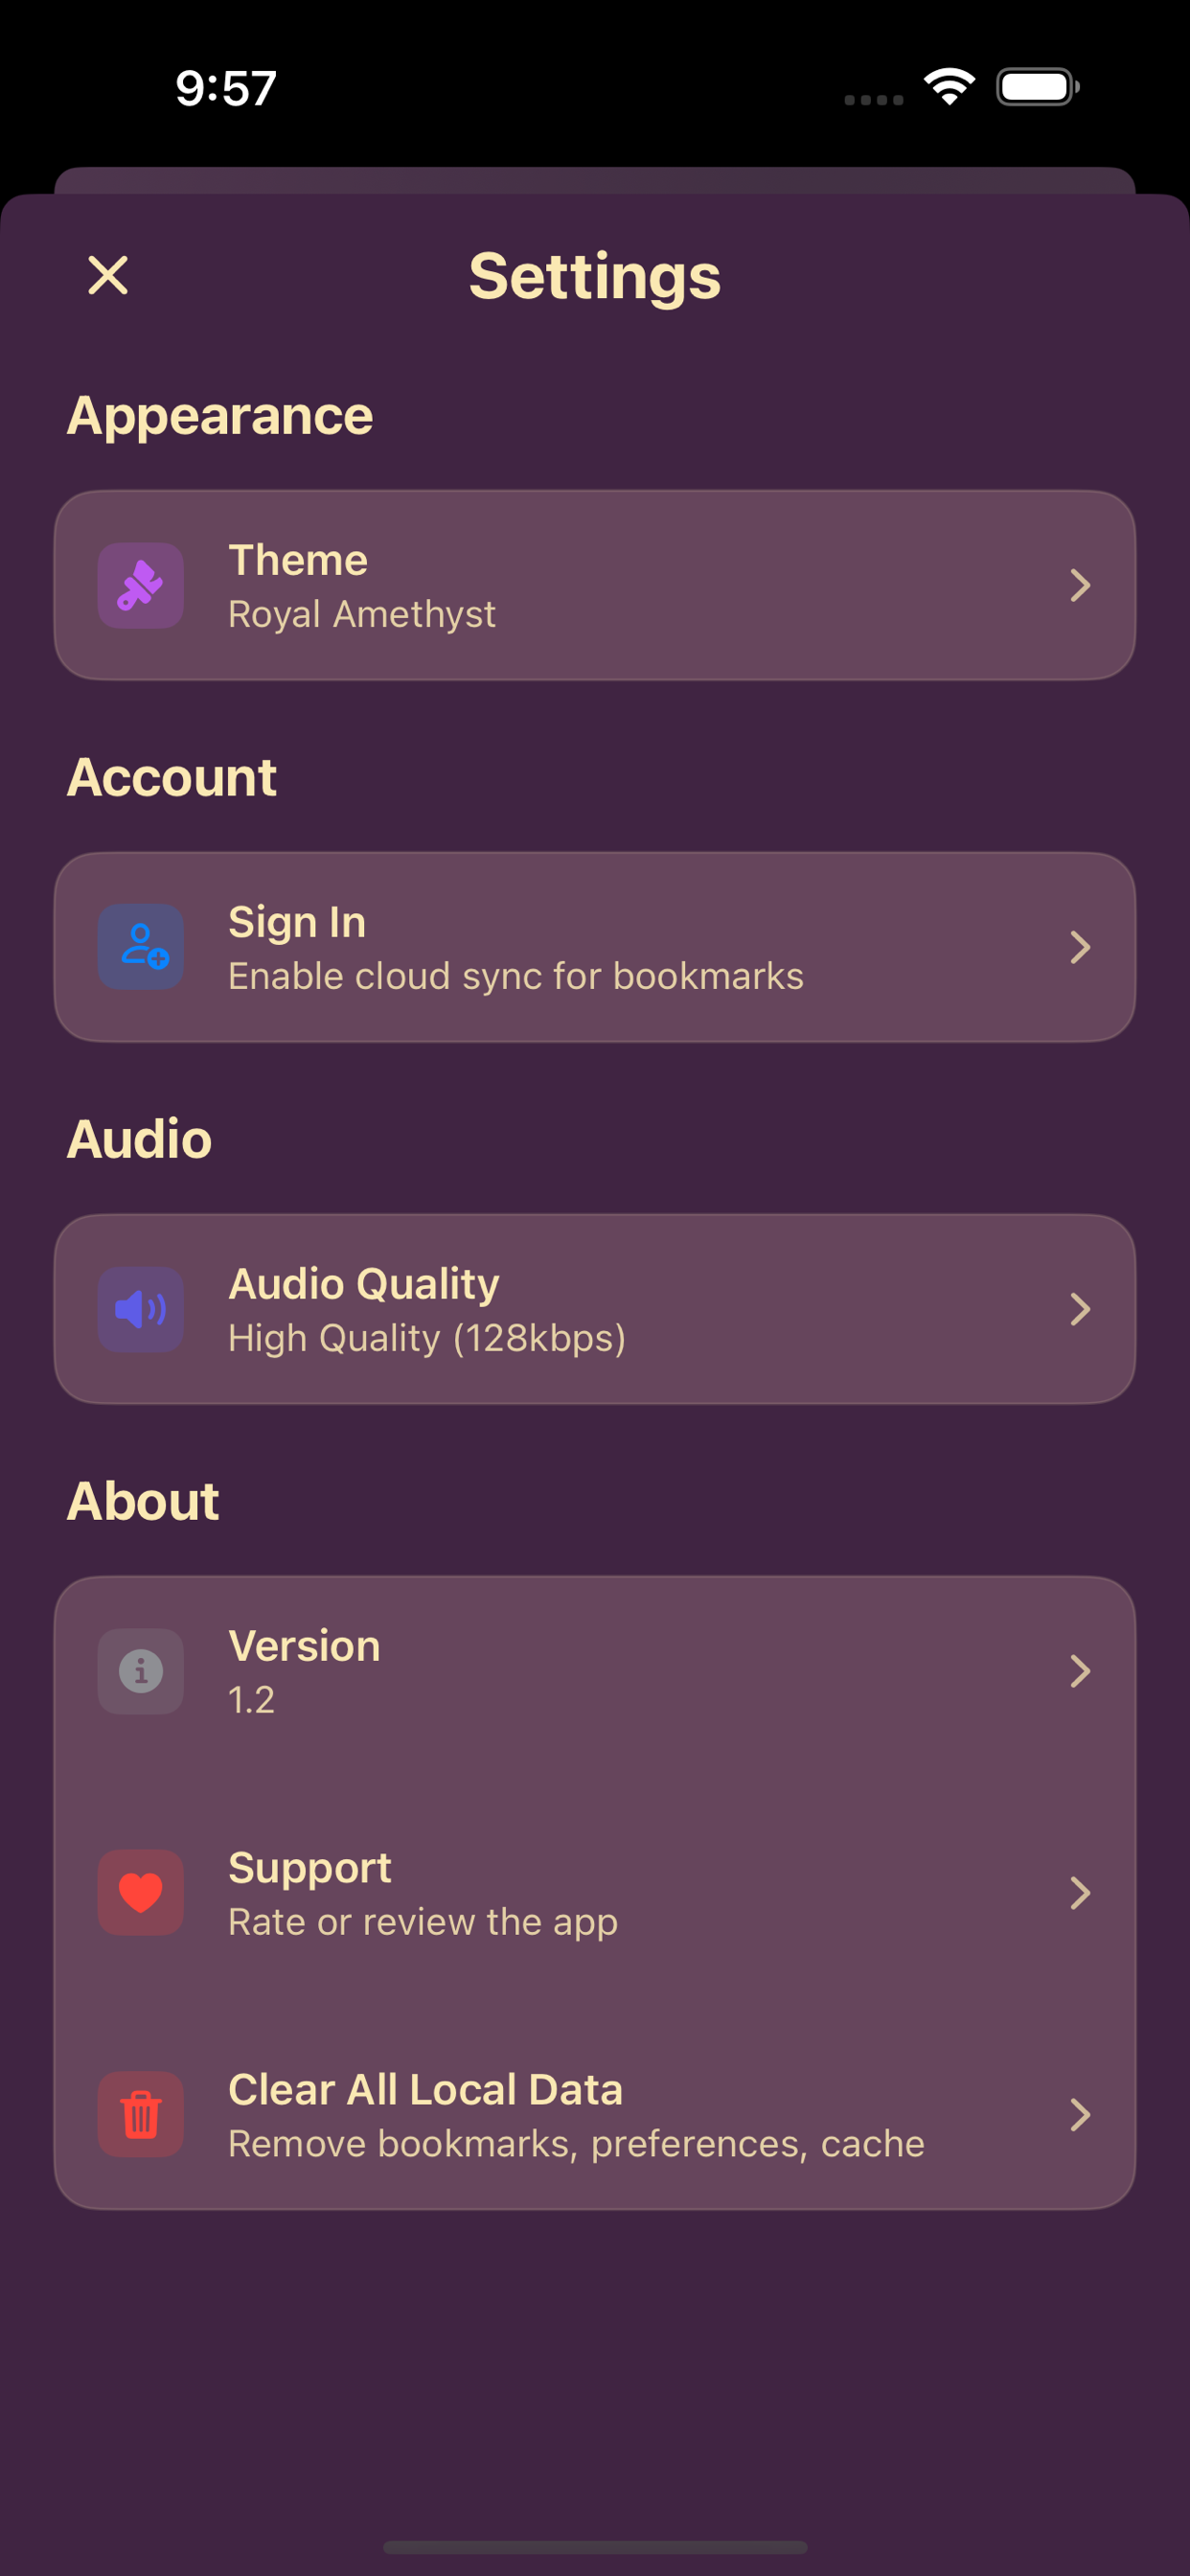 9:57
Settings
Appearance
Theme
Royal Amethyst
Account
Sign In
Enable cloud sync for bookmarks
Audio
Audio Quality
High Quality (128kbps)
About
Version
1.2
Support
Rate or review the app
Clear All Local Data
Remove bookmarks, preferences, cache